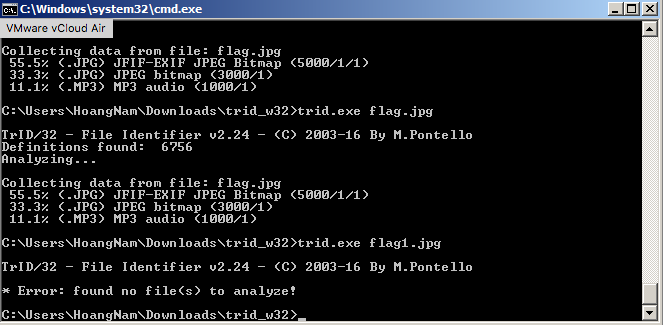 C:\Windows\system32\cmd.exe
VMware vCloud Air
Collecting data from file: flag.jpg
55.5% (.JPG) JFIF-EXIF JPEG Bitmap (5000/1/1)
33.3% (.JPG) JPEG bitmap (3000/1)
11.1% (.MP3) MP3 audio (1000/1)
C:\Users\HoangNam\Downloads\trid_w32>trid.exe flag.jpg
TrID/32 - File Identifier v2.24 - (C) 2003-16 By M.Pontello
Definitions found:  6756
Analyzing...
Collecting data from file: flag.jpg
55.5% (.JPG) JFIF-EXIF JPEG Bitmap (5000/1/1)
33.3% (.JPG) JPEG bitmap (3000/1)
11.1% (.MP3) MP3 audio (1000/1)
C:\Users\HoangNam\Downloads\trid_w32>trid.exe flag1.jpg
TrID/32 - File Identifier v2.24 - (C) 2003-16 By M.Pontello
* Error: found no file(s) to analyze!
C:\Users\HoangNam\Downloads\trid_w32>_